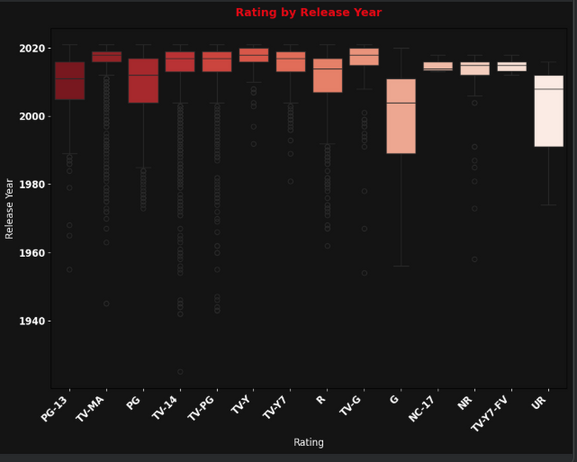 Rating by Release Year
2020
2000
1980
1960
1940
Release Year
PG-13
TV-MA
PG
TV-14
TV-PG
TV-Y
TV-Y7
R
TV-G
G
NC-17
NR
TV-Y7-FV
UR
Rating